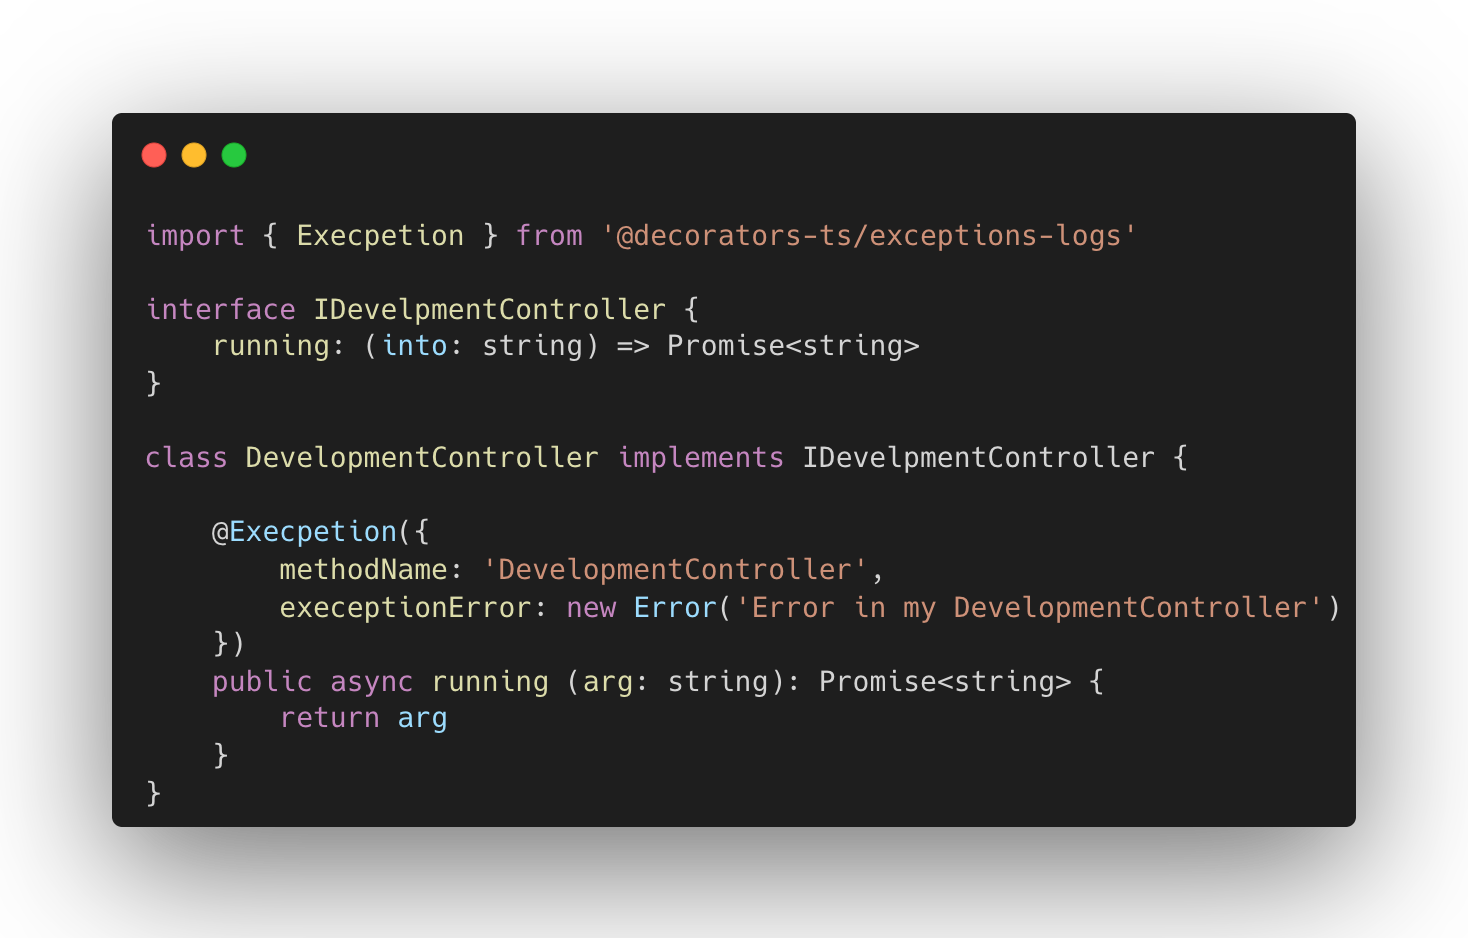 import { Execpetion } from '@decorators-ts/exceptions-logs'
interface IDevelpmentController {
running: (into: string) => Promise<string>
}
class DevelopmentController implements IDevelpmentController {
@Execpetion({
methodName: 'DevelopmentController',
execeptionError: new Error('Error in my DevelopmentController')
})
public async running (arg: string): Promise<string> {
return arg
}
}